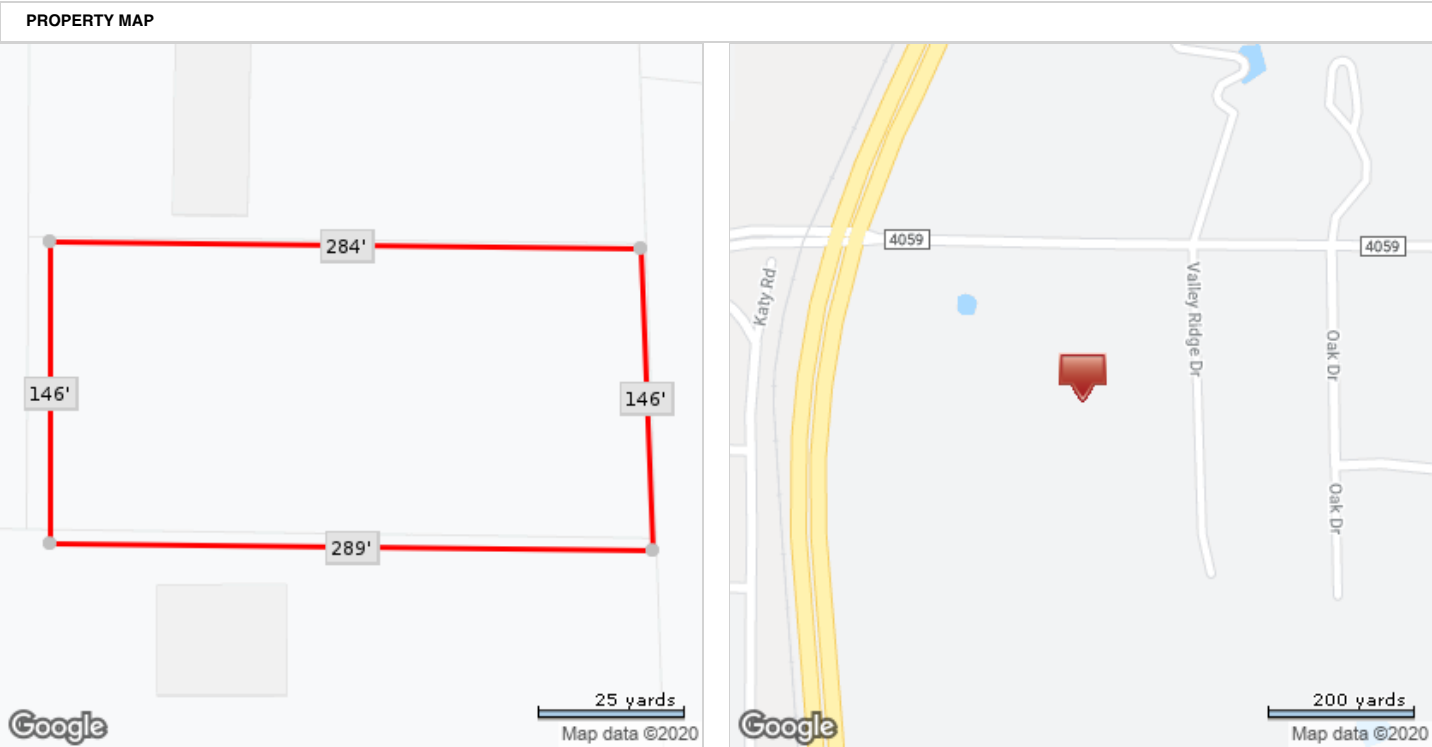 PROPERTY MAP
284'
146'
146'
289'
25 yards
Google
Map data ©2020
4059
4059
Katy Rd
Valley Ridge Dr
Oak Dr
Oak Dr
200 yards
Google
Map data ©2020